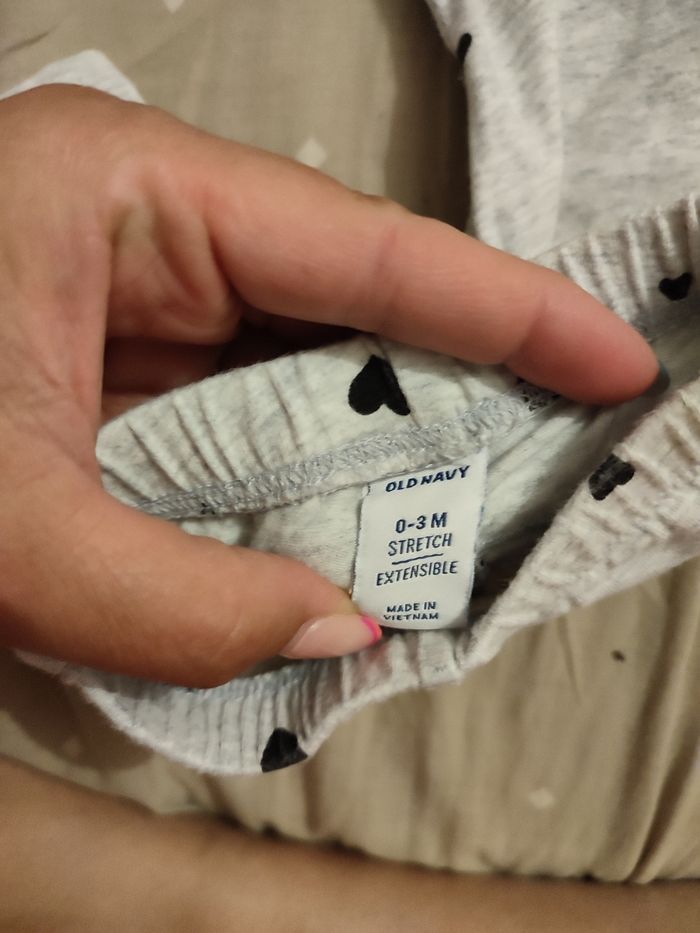 OLD NAVY
0-3 M
STRETCH
EXTENSIBLE
MADE IN
VIETNAM